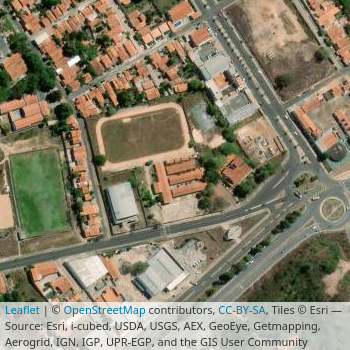 Leaflet | © OpenStreetMap contributors, CC-BY-SA, Tiles © Esri —
Source: Esri, i-cubed, USDA, USGS, AEX, GeoEye, Getmapping,
Aerogrid, IGN, IGP, UPR-EGP, and the GIS User Community